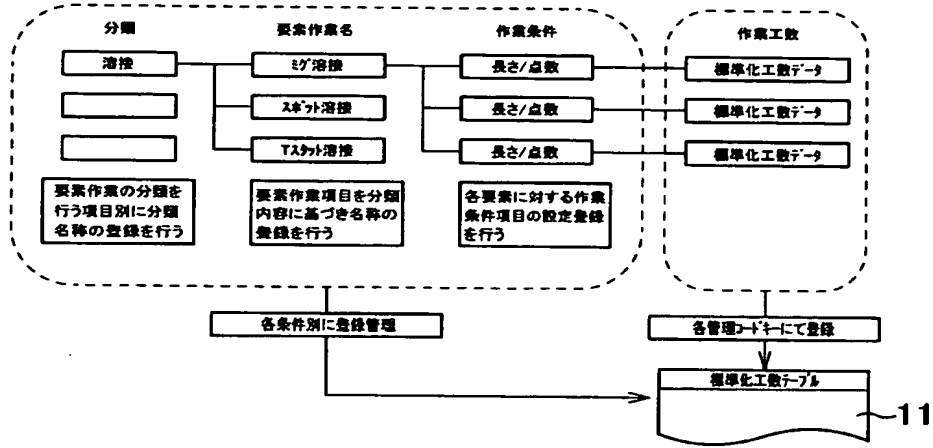 分類 要素作業名 作業条件 作業工数
溶接 ﾐｸﾞ溶接 長さ/点数 標準化工数ﾃﾞｰﾀ
ｽﾎﾟｯﾄ溶接 長さ/点数 標準化工数ﾃﾞｰﾀ
Tｽﾀｯﾄ溶接 長さ/点数 標準化工数ﾃﾞｰﾀ
要素作業の分類を
行う項目別に分類
名称の登録を行う
要素作業項目を分類
内容に基づき名称の
登録を行う
各要素に対する作業
条件項目の設定登録
を行う
各条件別に登録管理
各管理ｺｰﾄﾞｷｰにて登録
標準化工数ﾃｰﾌﾞﾙ
11